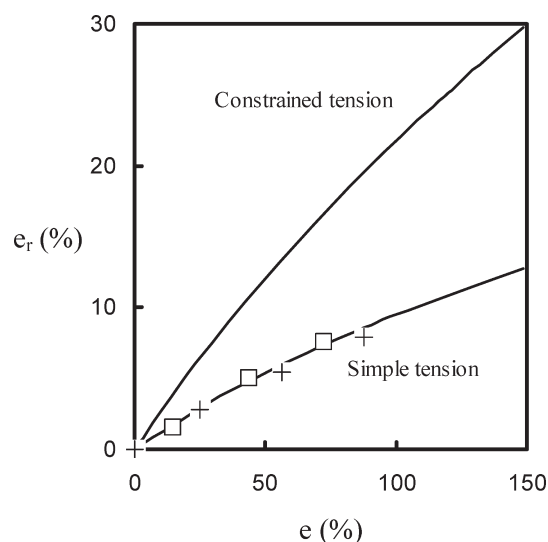 30
Constrained tension
20
e_r (%)
10
Simple tension
0
0 50 100 150
e (%)